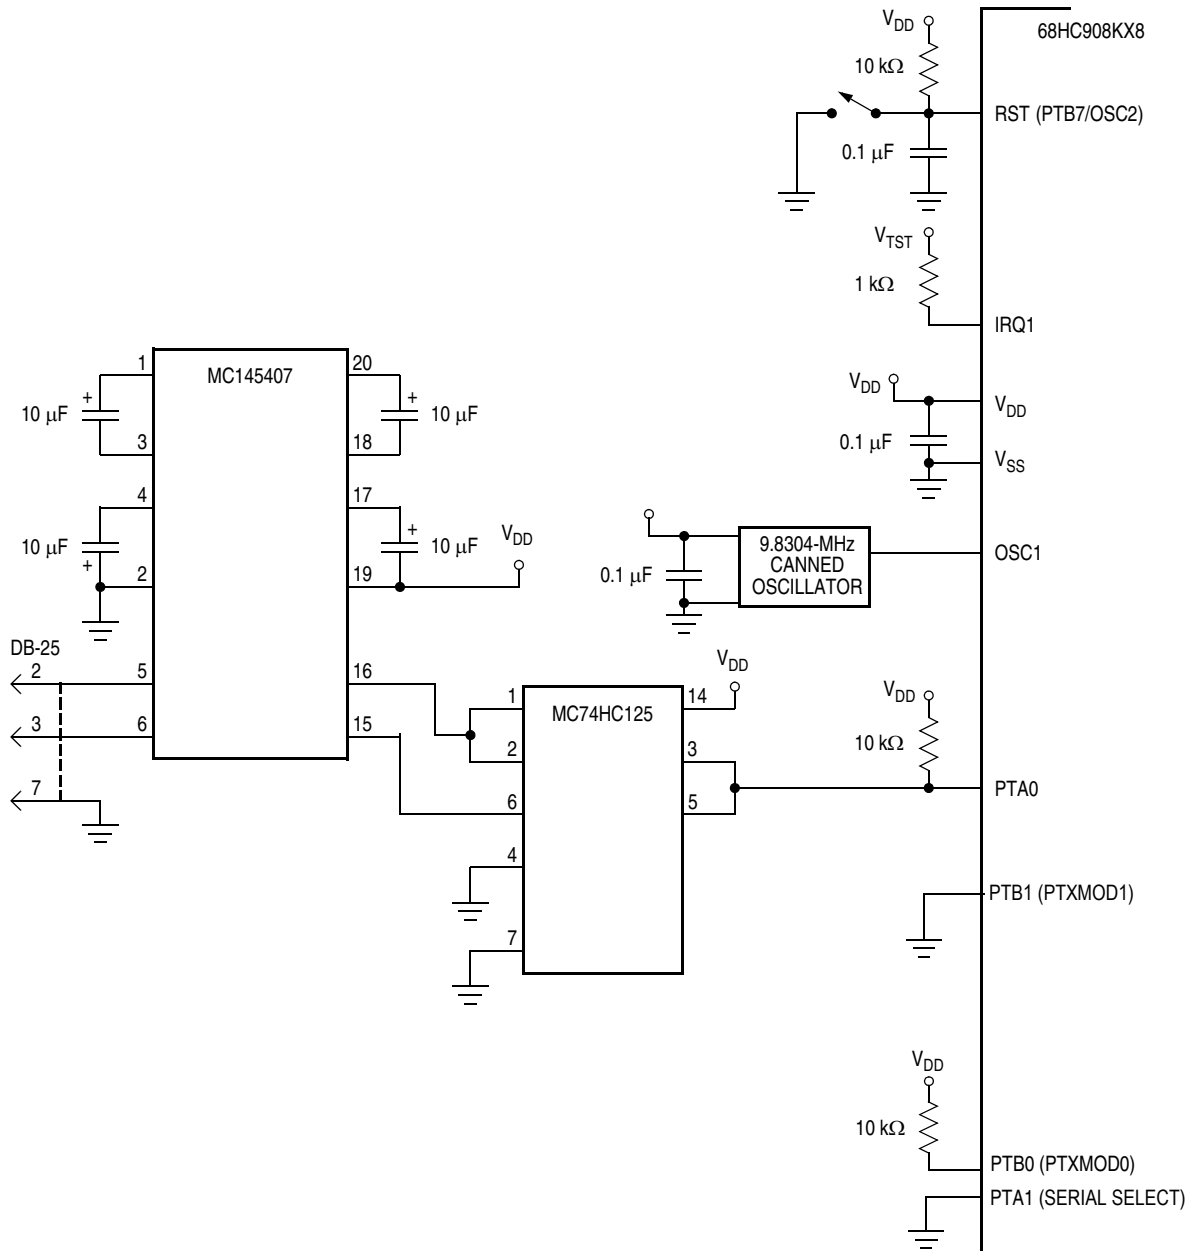 V_DD
68HC908KX8
10 kΩ
RST (PTB7/OSC2)
0.1 μF
V_TST
1 kΩ
IRQ1
1
MC145407
20
V_DD
V_DD
+
10 μF
+
10 μF
0.1 μF
3
18
V_SS
4
17
10 μF
+
+
10 μF
V_DD
9.8304-MHz
CANNED
OSCILLATOR
OSC1
2
19
0.1 μF
DB-25
2
5
16
V_DD
1
MC74HC125
14
V_DD
3
6
15
2
3
10 kΩ
7
6
5
PTA0
4
PTB1 (PTXMOD1)
7
V_DD
10 kΩ
PTB0 (PTXMOD0)
PTA1 (SERIAL SELECT)